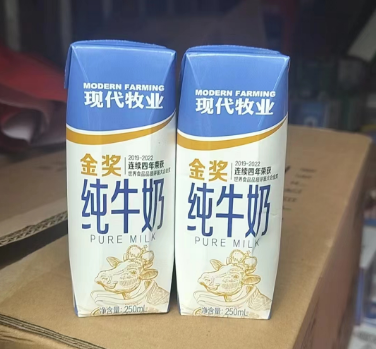 MODERN FARMING
现代牧业
金奖
2019-2022
连续四年荣获
纯牛奶
PURE MILK
净含量:250mL
MODERN FARMING
现代牧业
金奖
2019-2022
连续四年荣获
纯牛奶
PURE MILK
净含量:250mL